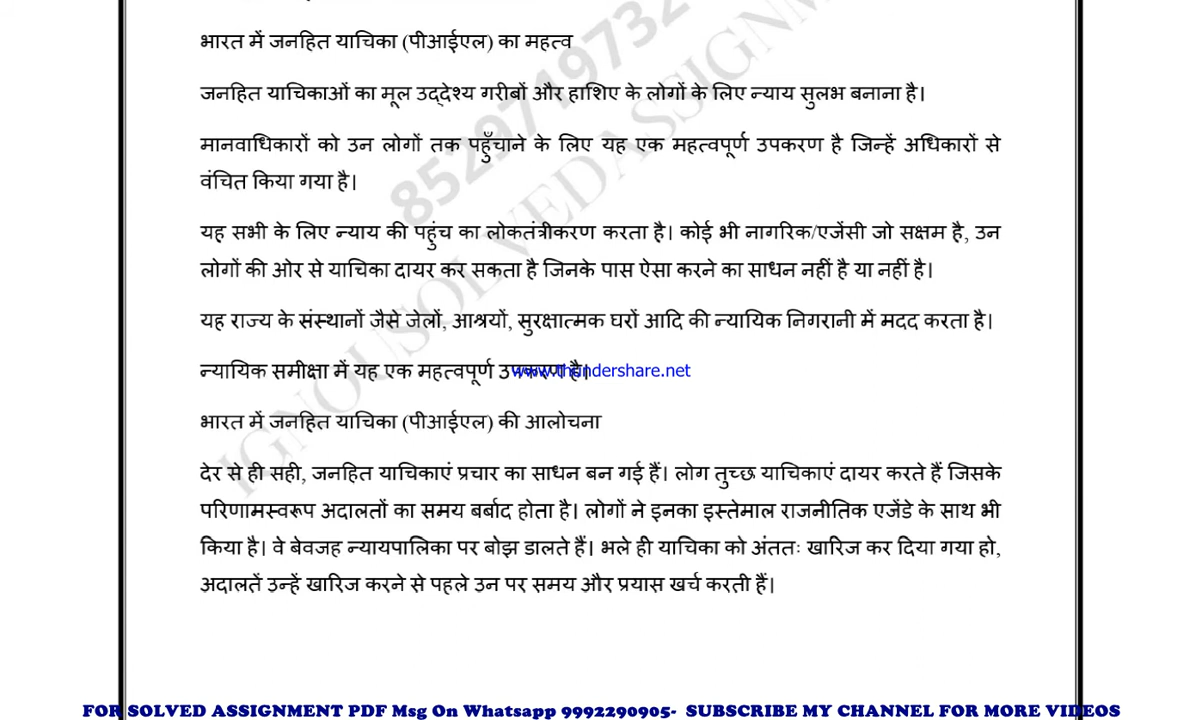 भारत में जनहित याचिका (पीआईएल) का महत्व
जनहित याचिकाओं का मूल उद्देश्य गरीबों और हाशिए के लोगों के लिए न्याय सुलभ बनाना है।
मानवाधिकारों को उन लोगों तक पहुँचाने के लिए यह एक महत्वपूर्ण उपकरण है जिन्हें अधिकारों से
वंचित किया गया है।
यह सभी के लिए न्याय की पहुंच का लोकतंत्रीकरण करता है। कोई भी नागरिक/एजेंसी जो सक्षम है, उन
लोगों की ओर से याचिका दायर कर सकता है जिनके पास ऐसा करने का साधन नहीं है या नहीं है।
यह राज्य के संस्थानों जैसे जेलों, आश्रयों, सुरक्षात्मक घरों आदि की न्यायिक निगरानी में मदद करता है।
न्यायिक समीक्षा में यह एक महत्वपूर्ण उपकरण है।
www.thundershare.net
भारत में जनहित याचिका (पीआईएल) की आलोचना
देर से ही सही, जनहित याचिकाएं प्रचार का साधन बन गई हैं। लोग तुच्छ याचिकाएं दायर करते हैं जिसके
परिणामस्वरूप अदालतों का समय बर्बाद होता है। लोगों ने इनका इस्तेमाल राजनीतिक एजेंडे के साथ भी
किया है। वे बेवजह न्यायपालिका पर बोझ डालते हैं। भले ही याचिका को अंततः खारिज कर दिया गया हो,
अदालतें उन्हें खारिज करने से पहले उन पर समय और प्रयास खर्च करती हैं।
8529719732
IGNOUSOLVEDASSIGNM
FOR SOLVED ASSIGNMENT PDF Msg On Whatsapp 9992290905- SUBSCRIBE MY CHANNEL FOR MORE VIDEOS